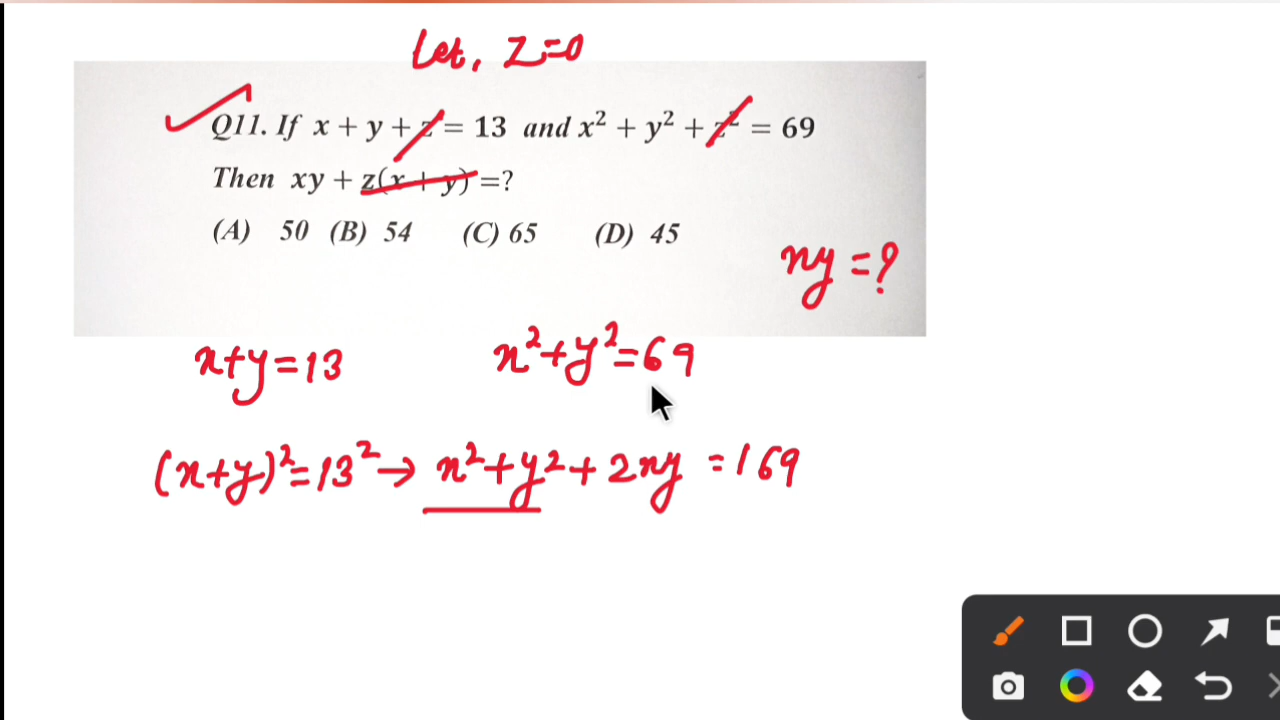 Let, z=0
Q11. If x + y + z = 13 and x² + y² + z² = 69
Then xy + z(x + y) =?
(A) 50 (B) 54 (C) 65 (D) 45
xy = ?
x+y=13 x²+y²=69
(x+y)²=13² → x²+y²+2xy =169